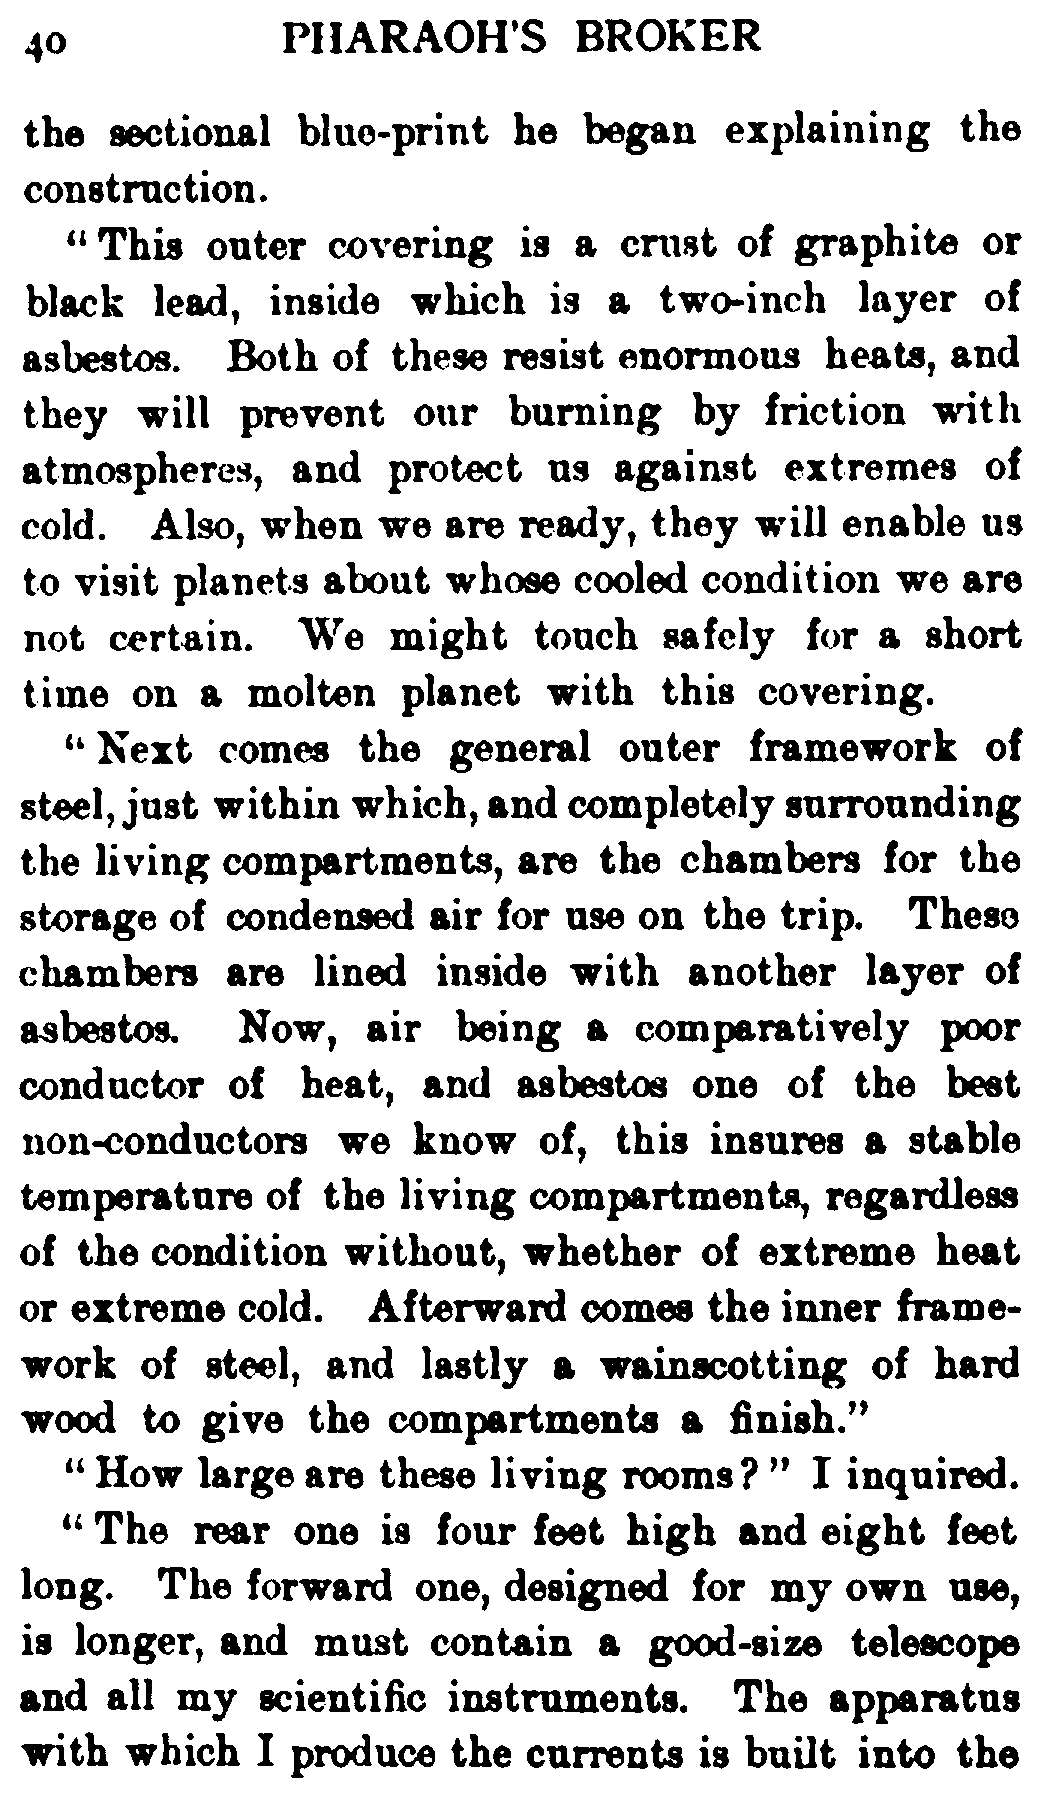 40 PHARAOH'S BROKER
the sectional blue-print he began explaining the
construction.
"This outer covering is a crust of graphite or
black lead, inside which is a two-inch layer of
asbestos. Both of these resist enormous heats, and
they will prevent our burning by friction with
atmospheres, and protect us against extremes of
cold. Also, when we are ready, they will enable us
to visit planets about whose cooled condition we are
not certain. We might touch safely for a short
time on a molten planet with this covering.
"Next comes the general outer framework of
steel, just within which, and completely surrounding
the living compartments, are the chambers for the
storage of condensed air for use on the trip. These
chambers are lined inside with another layer of
asbestos. Now, air being a comparatively poor
conductor of heat, and asbestos one of the best
non-conductors we know of, this insures a stable
temperature of the living compartments, regardless
of the condition without, whether of extreme heat
or extreme cold. Afterward comes the inner frame-
work of steel, and lastly a wainscotting of hard
wood to give the compartments a finish."
"How large are these living rooms?" I inquired.
"The rear one is four feet high and eight feet
long. The forward one, designed for my own use,
is longer, and must contain a good-size telescope
and all my scientific instruments. The apparatus
with which I produce the currents is built into the